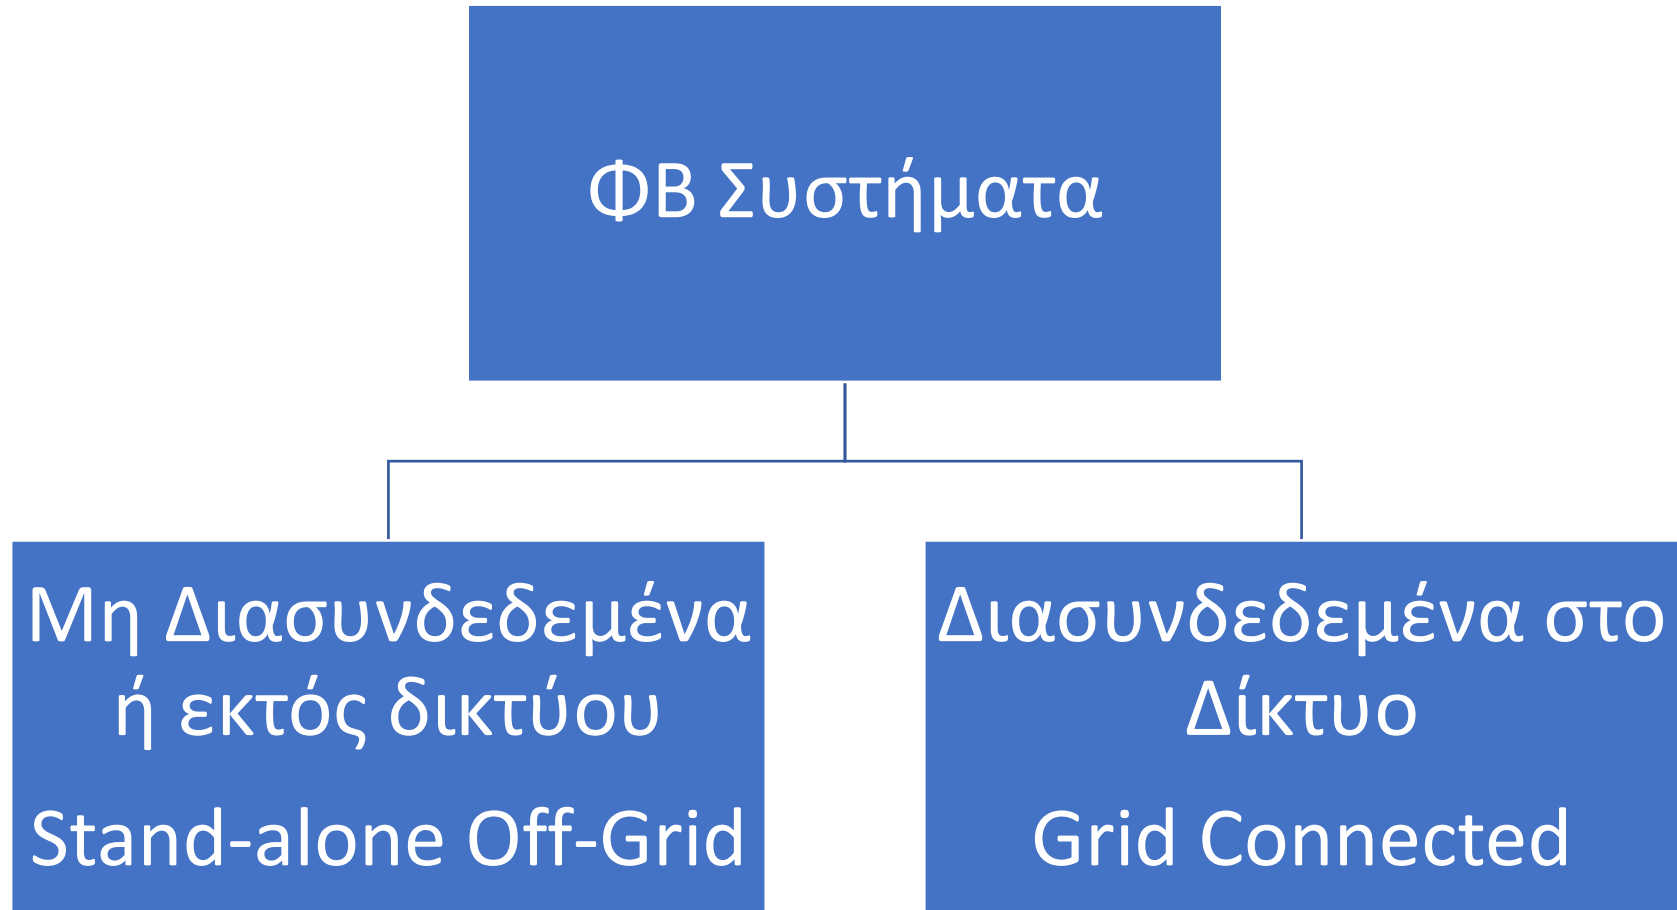 ΦΒ Συστήματα
Μη Διασυνδεδεμένα
ή εκτός δικτύου
Stand-alone Off-Grid
Διασυνδεδεμένα στο
Δίκτυο
Grid Connected